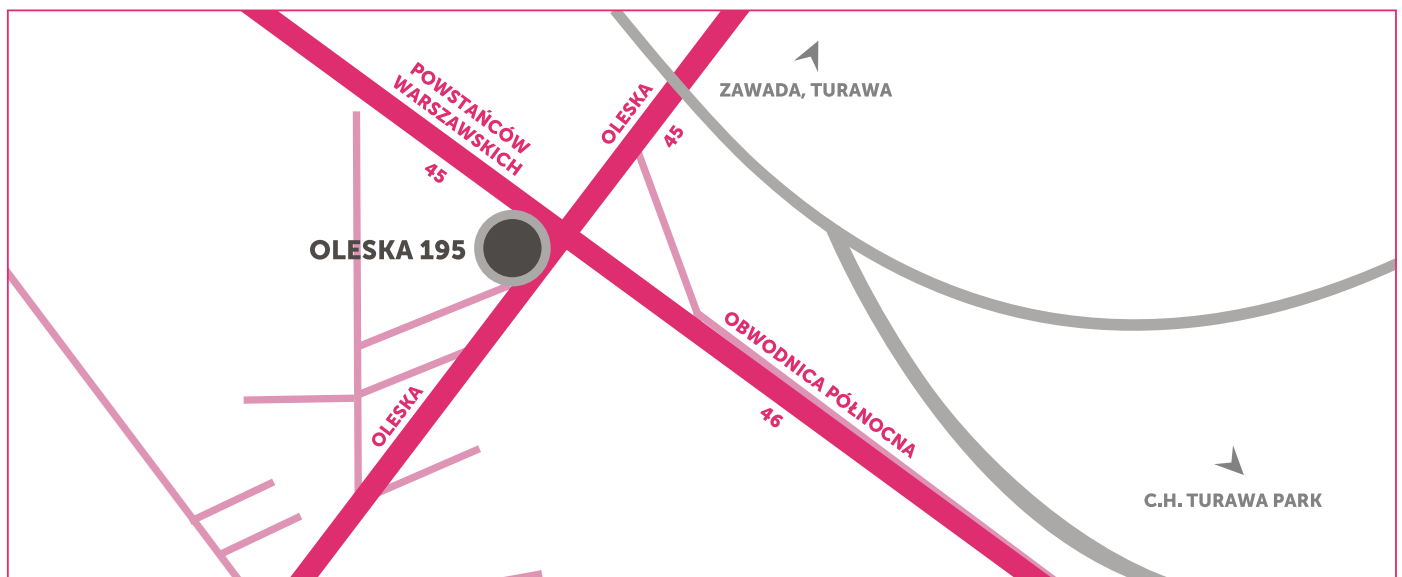 POWSTAŃCÓW
WARSZAWSKICH
45
OLESKA
45
ZAWADA, TURAWA
OLESKA 195
OBWODNICA PÓŁNOCNA
46
OLESKA
C.H. TURAWA PARK